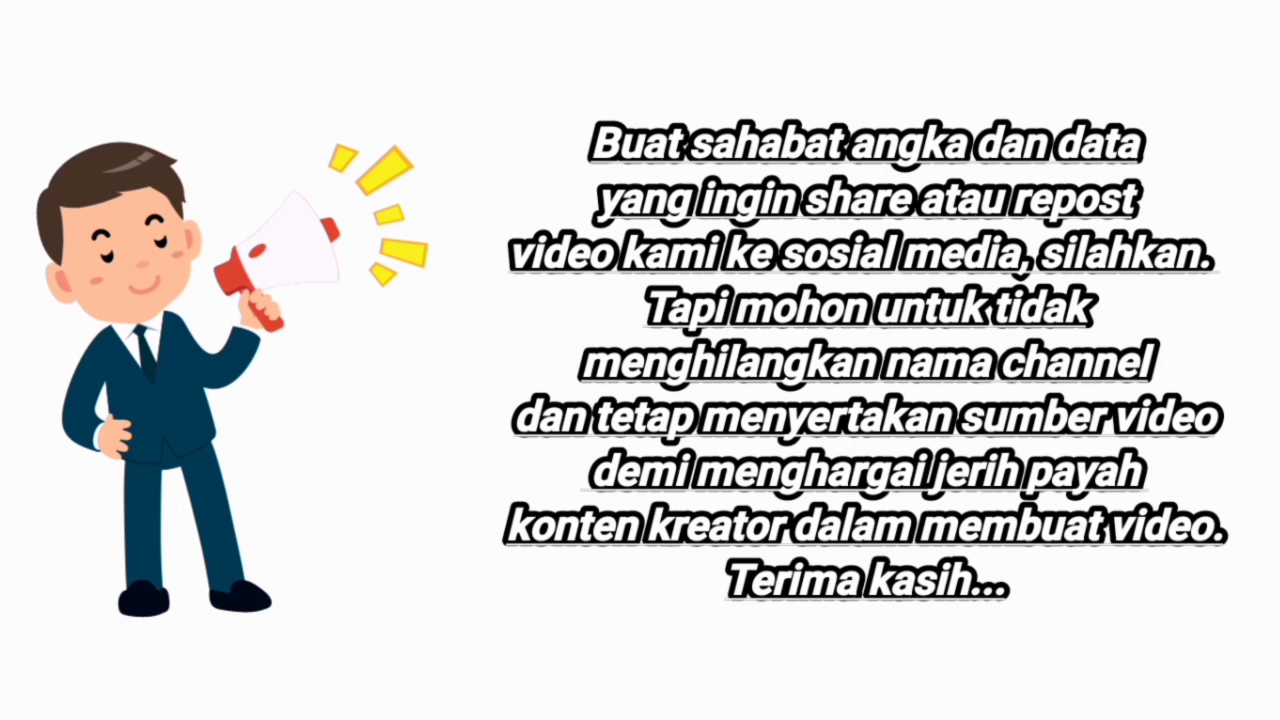 Buat sahabat angka dan data
yang ingin share atau repost
video kami ke sosial media, silahkan.
Tapi mohon untuk tidak
menghilangkan nama channel
dan tetap menyertakan sumber video
demi menghargai jerih payah
konten kreator dalam membuat video.
Terima kasih...